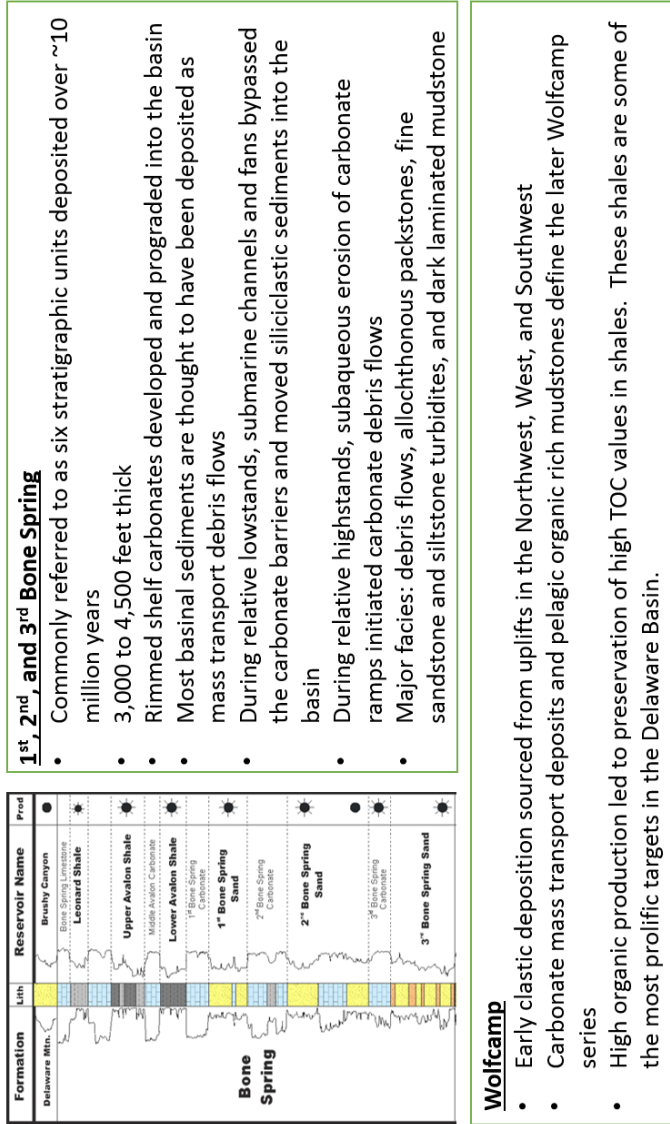 Formation Lith Reservoir Name Prod
Delaware Mtn. Brushy Canyon
Bone Spring Limestone
Leonard Shale
Upper Avalon Shale
Middle Avalon Carbonate
Lower Avalon Shale
1st Bone Spring
Carbonate
1st Bone Spring
Sand
Bone
Spring
2nd Bone Spring
Carbonate
2nd Bone Spring
Sand
3rd Bone Spring
Carbonate
3rd Bone Spring Sand
1st, 2nd, and 3rd Bone Spring
• Commonly referred to as six stratigraphic units deposited over ~10
million years
• 3,000 to 4,500 feet thick
• Rimmed shelf carbonates developed and prograded into the basin
• Most basinal sediments are thought to have been deposited as
mass transport debris flows
• During relative lowstands, submarine channels and fans bypassed
the carbonate barriers and moved siliciclastic sediments into the
basin
• During relative highstands, subaqueous erosion of carbonate
ramps initiated carbonate debris flows
• Major facies: debris flows, allochthonous packstones, fine
sandstone and siltstone turbidites, and dark laminated mudstone
Wolfcamp
• Early clastic deposition sourced from uplifts in the Northwest, West, and Southwest
• Carbonate mass transport deposits and pelagic organic rich mudstones define the later Wolfcamp
series
• High organic production led to preservation of high TOC values in shales. These shales are some of
the most prolific targets in the Delaware Basin.